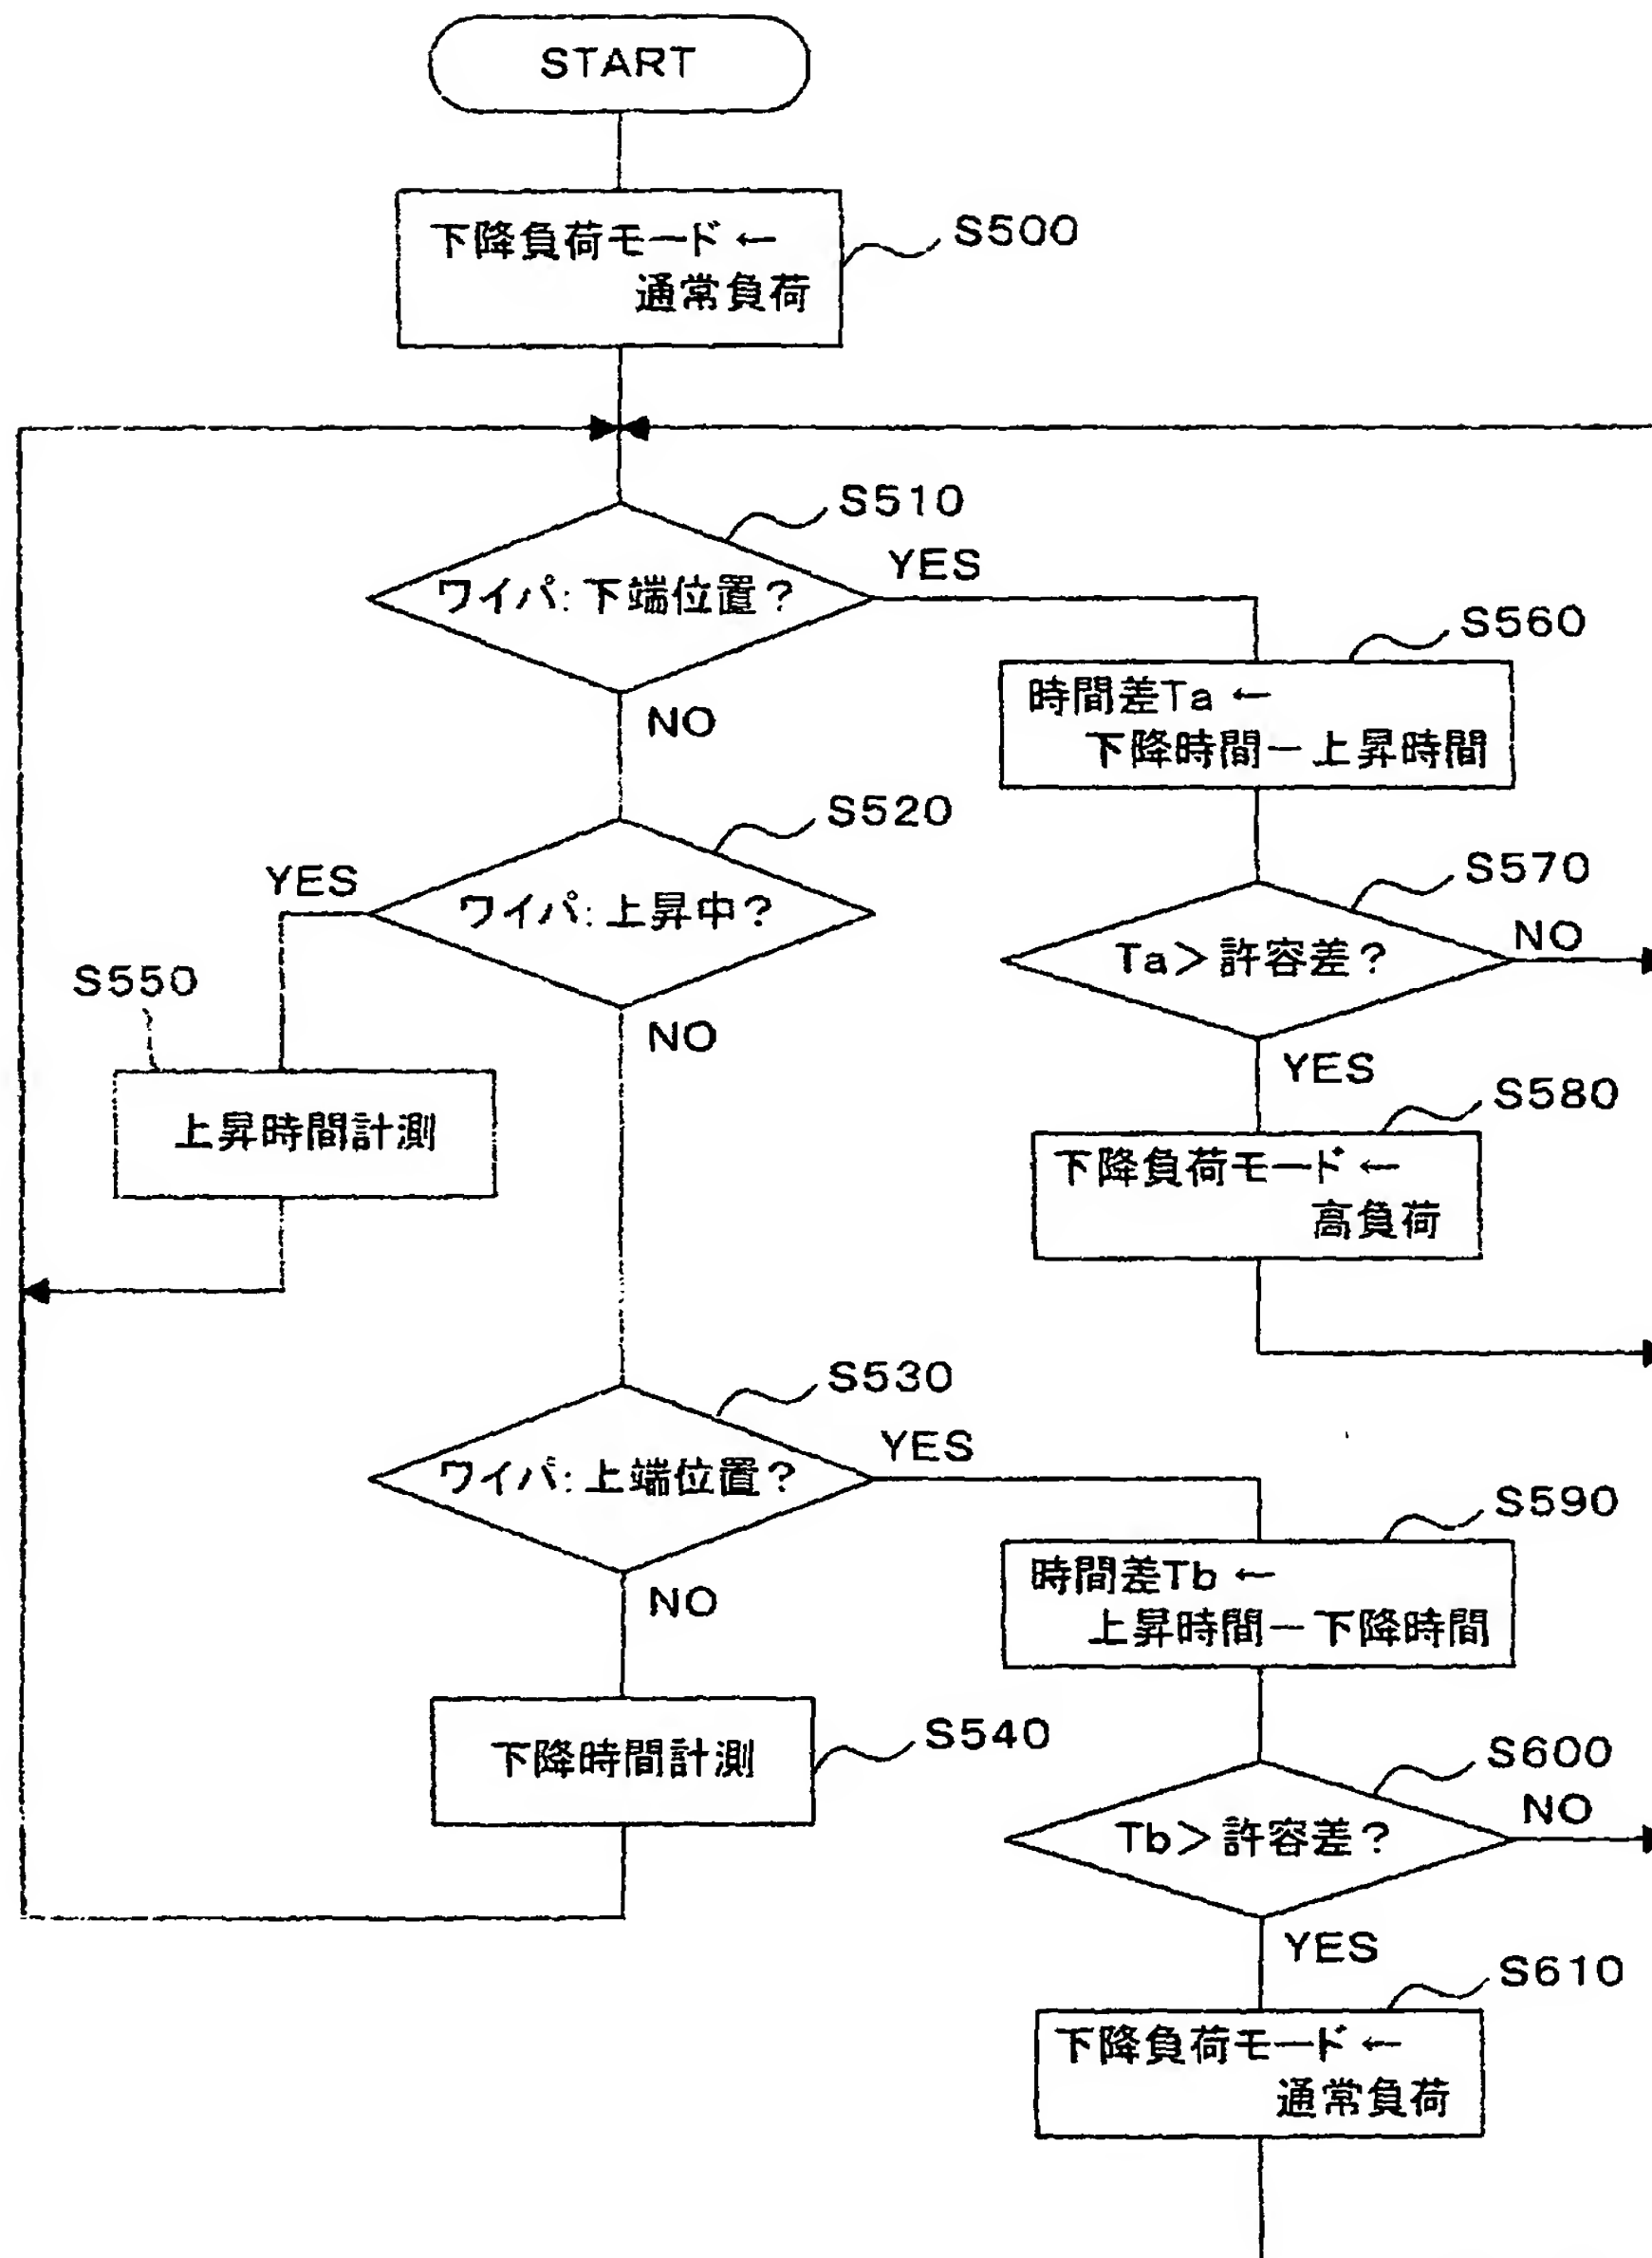 START
下降負荷モード ←
通常負荷
S500
S510
ワイパ: 下端位置?
YES
NO
S560
時間差Ta ←
下降時間ー上昇時間
S520
YES
ワイパ: 上昇中?
NO
S570
Ta>許容差?
NO
YES
S550
上昇時間計測
S580
下降負荷モード ←
高負荷
S530
ワイパ: 上端位置?
YES
NO
S590
時間差Tb ←
上昇時間ー下降時間
S540
下降時間計測
S600
Tb>許容差?
NO
YES
S610
下降負荷モード ←
通常負荷